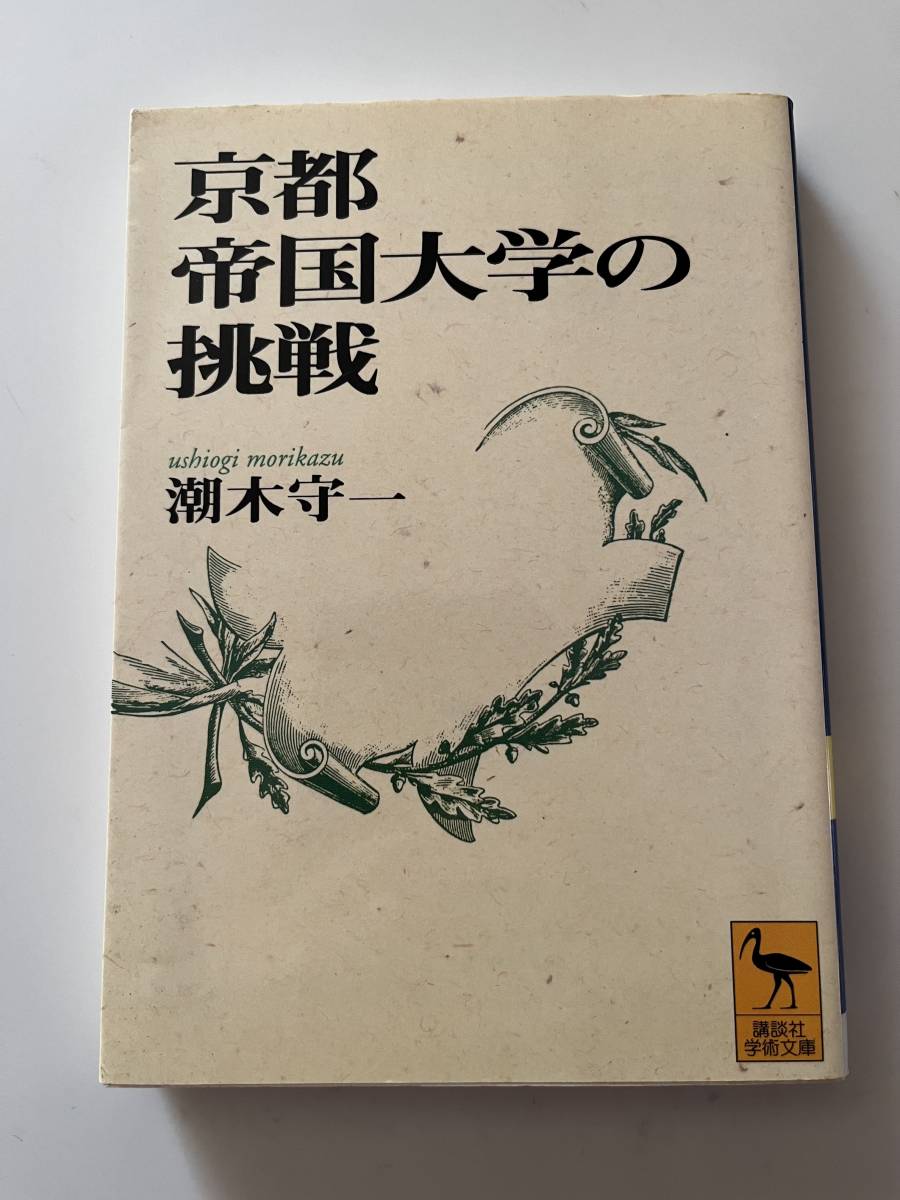 京都
帝国大学の
挑戦
ushiogi morikazu
潮木守一
講談社
学術文庫